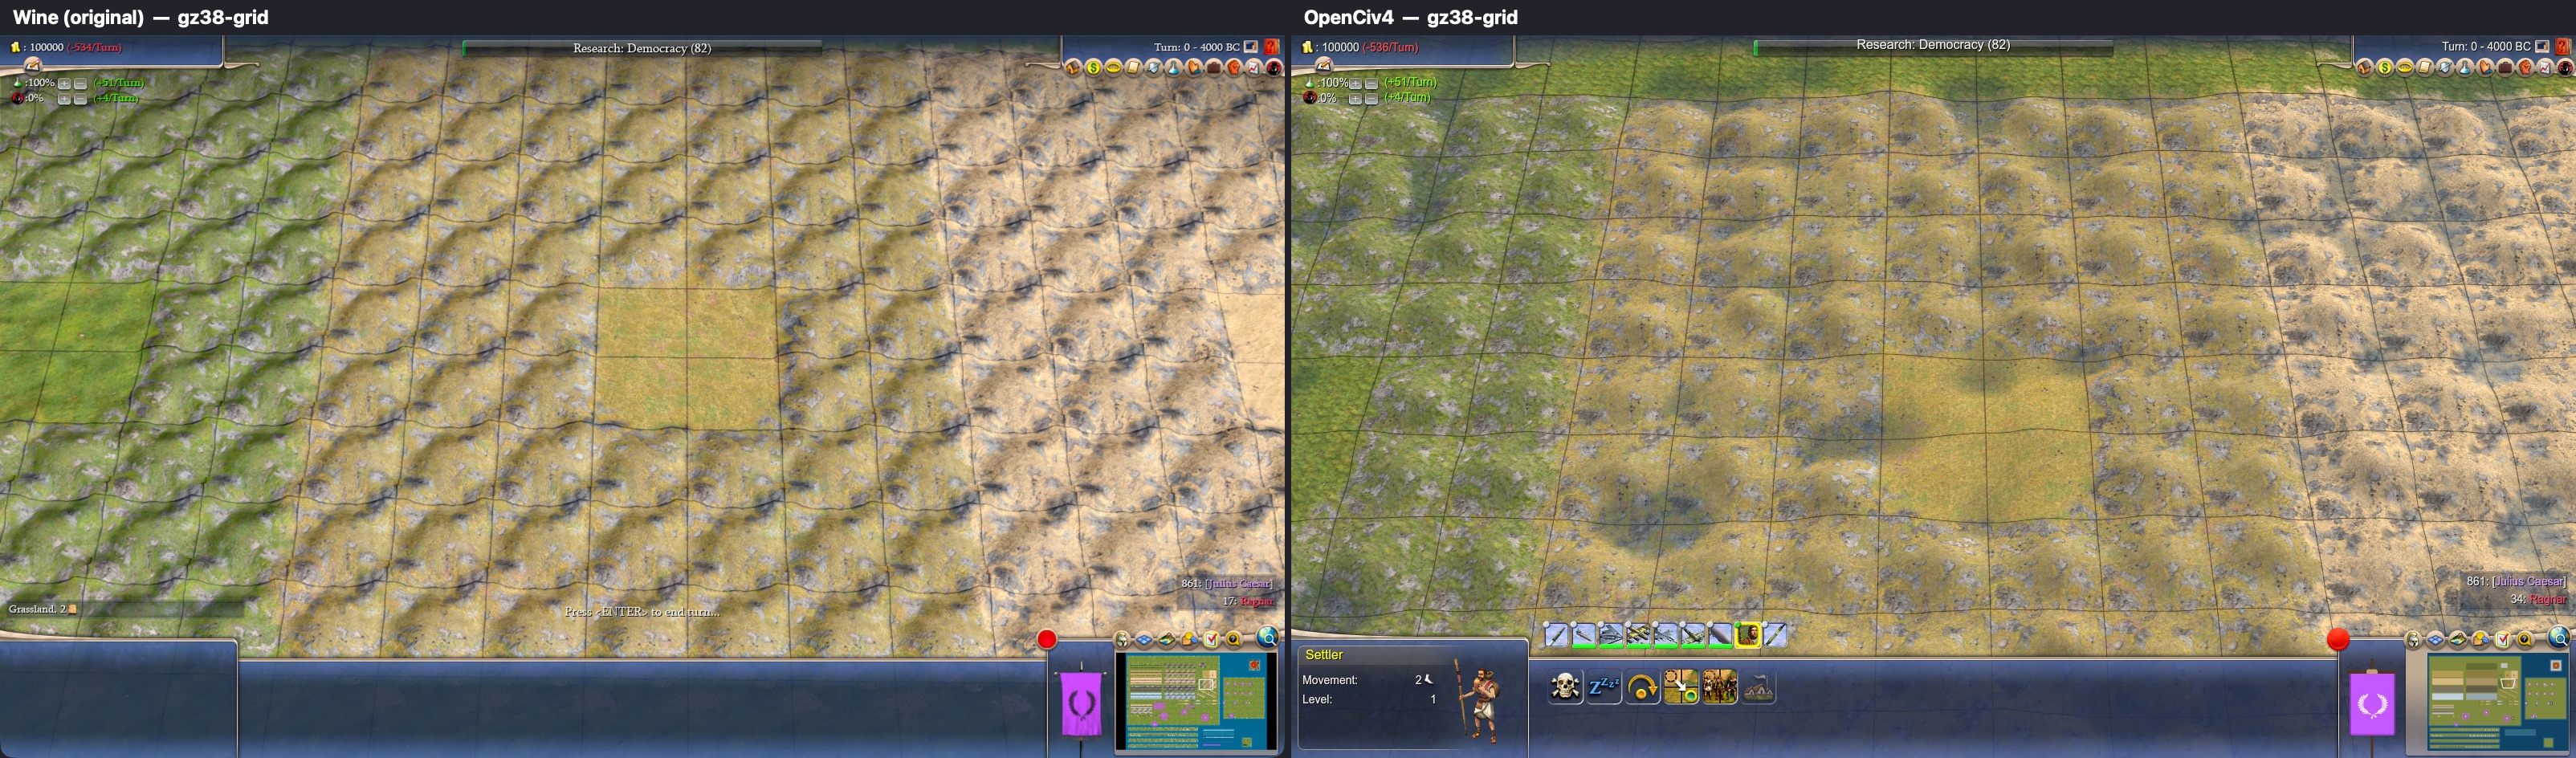 Wine (original) — gz38-grid
: 100000 (-534/Turn)
Research: Democracy (82)
Turn: 0 - 4000 BC
:100% (+51/Turn)
:0% (+4/Turn)
861: [Julius Caesar]
17: Ragnar
Grassland, 2
Press <ENTER> to end turn...
OpenCiv4 — gz38-grid
: 100000 (-536/Turn)
Research: Democracy (82)
Turn: 0 - 4000 BC
:100% (+51/Turn)
:0% (+4/Turn)
861: [Julius Caesar]
34: Ragnar
Settler
Movement: 2
Level: 1
ZZZZ